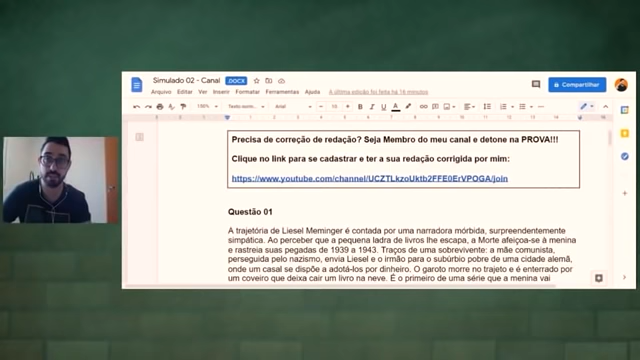 Simulado 02 - Canal .DOCX
Arquivo Editar Ver Inserir Formatar Ferramentas Ajuda A última edição foi feita há 16 minutos
Compartilhar
150% Texto norm... Arial 10 B I U A
Precisa de correção de redação? Seja Membro do meu canal e detone na PROVA!!!
Clique no link para se cadastrar e ter a sua redação corrigida por mim:
https://www.youtube.com/channel/UCZTLkzoUktb2FFE0ErVPOGA/join
Questão 01
A trajetória de Liesel Meminger é contada por uma narradora mórbida, surpreendentemente
simpática. Ao perceber que a pequena ladra de livros lhe escapa, a Morte afeiçoa-se à menina
e rastreia suas pegadas de 1939 a 1943. Traços de uma sobrevivente: a mãe comunista,
perseguida pelo nazismo, envia Liesel e o irmão para o subúrbio pobre de uma cidade alemã,
onde um casal se dispõe a adotá-los por dinheiro. O garoto morre no trajeto e é enterrado por
um coveiro que deixa cair um livro na neve. É o primeiro de uma série que a menina vai